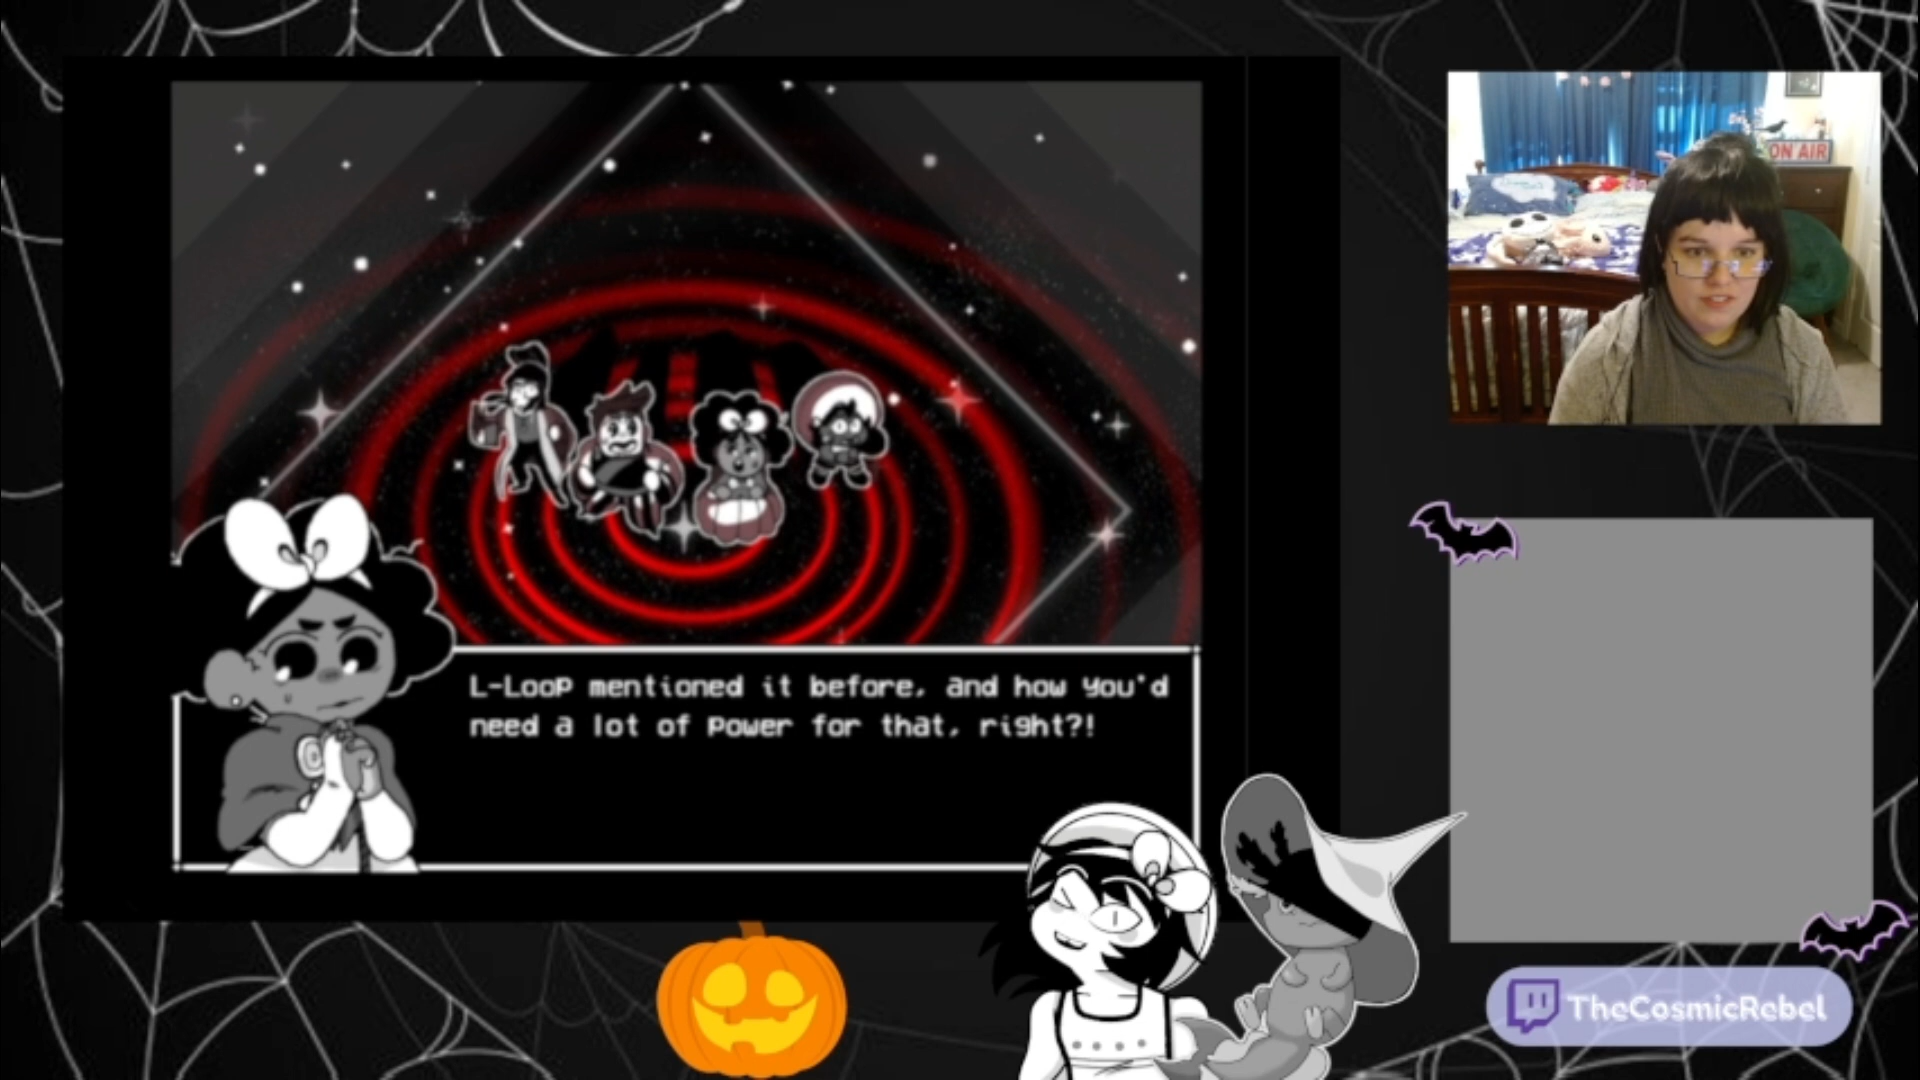 ON AIR
L-Loop mentioned it before, and how you'd
need a lot of power for that, right?!
TheCosmicRebel